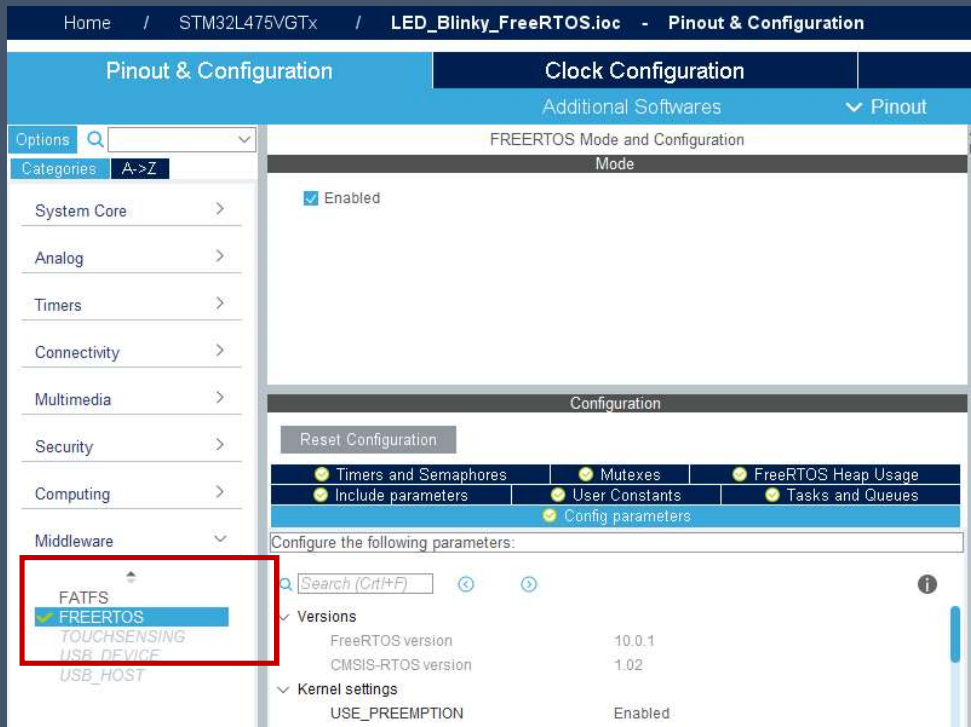 Home / STM32L475VGTx / LED_Blinky_FreeRTOS.ioc - Pinout & Configuration
Pinout & Configuration
Clock Configuration
Additional Softwares
Pinout
Options
Categories A->Z
System Core
Analog
Timers
Connectivity
Multimedia
Security
Computing
Middleware
FATFS
FREERTOS
TOUCHSENSING
USB_DEVICE
USB_HOST
FREERTOS Mode and Configuration
Mode
Enabled
Configuration
Reset Configuration
Timers and Semaphores
Mutexes
FreeRTOS Heap Usage
Include parameters
User Constants
Tasks and Queues
Config parameters
Configure the following parameters:
Search (Crtl+F)
Versions
FreeRTOS version 10.0.1
CMSIS-RTOS version 1.02
Kernel settings
USE_PREEMPTION Enabled